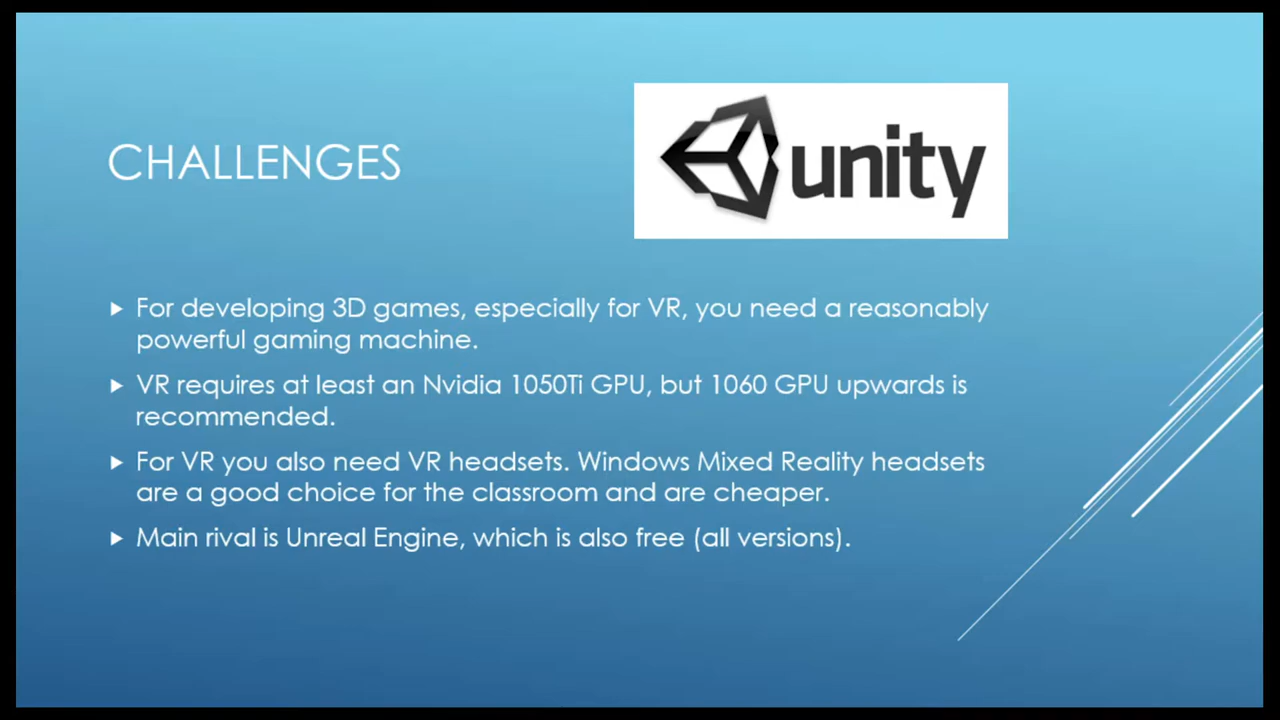 CHALLENGES
unity
For developing 3D games, especially for VR, you need a reasonably
powerful gaming machine.
VR requires at least an Nvidia 1050Ti GPU, but 1060 GPU upwards is
recommended.
For VR you also need VR headsets. Windows Mixed Reality headsets
are a good choice for the classroom and are cheaper.
Main rival is Unreal Engine, which is also free (all versions).